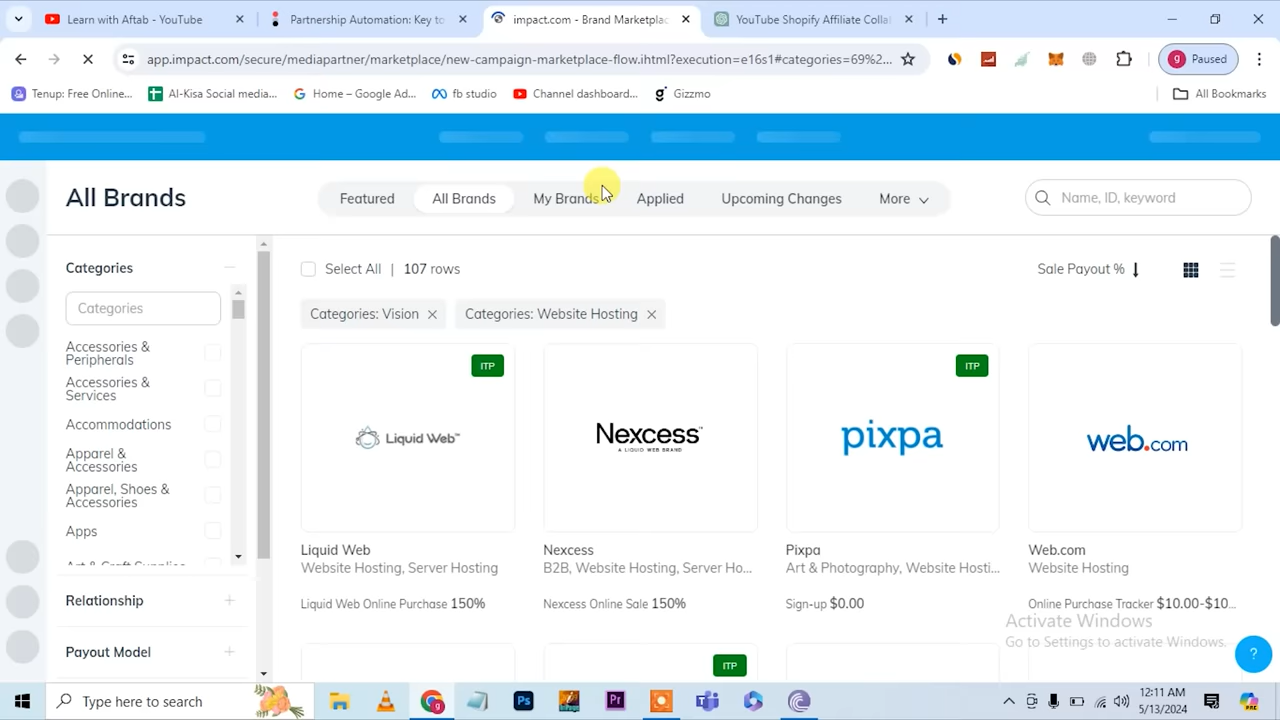 Learn with Aftab - YouTube
Partnership Automation: Key to
impact.com - Brand Marketplac
YouTube Shopify Affiliate Colla
app.impact.com/secure/mediapartner/marketplace/new-campaign-marketplace-flow.ihtml?execution=e16s1#categories=69%2...
g Paused
Tenup: Free Onlin... Al-Kisa Social media... Home – Google Ad... fb studio Channel dashboard... Gizzmo All Bookmarks
All Brands
Featured All Brands My Brands Applied Upcoming Changes More
Name, ID, keyword
Categories
Categories
Accessories &
Peripherals
Accessories &
Services
Accommodations
Apparel &
Accessories
Apparel, Shoes &
Accessories
Apps
Art & Craft Supplies
Relationship
Payout Model
Select All | 107 rows
Sale Payout %
Categories: Vision Categories: Website Hosting
ITP
Liquid Web™
Liquid Web
Website Hosting, Server Hosting
Liquid Web Online Purchase 150%
Nexcess™
A LIQUID WEB BRAND
Nexcess
B2B, Website Hosting, Server Ho...
Nexcess Online Sale 150%
ITP
pixpa
Pixpa
Art & Photography, Website Hosti...
Sign-up $0.00
web.com
Web.com
Website Hosting
Online Purchase Tracker $10.00-$10...
ITP
Activate Windows
Go to Settings to activate Windows.
?
Type here to search
Ps
Pr
12:11 AM
5/13/2024